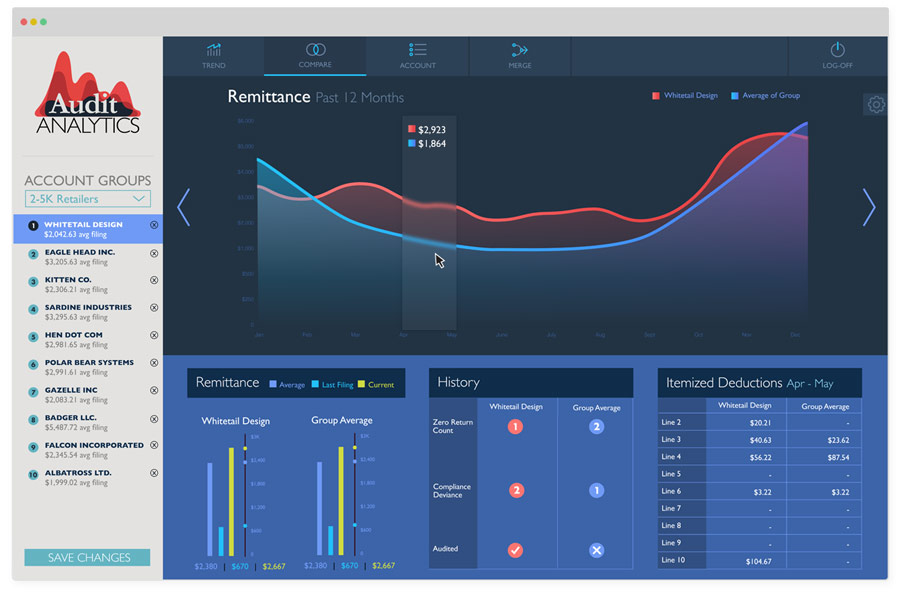 Audit
ANALYTICS
ACCOUNT GROUPS
2-5K Retailers
1 WHITETAIL DESIGN
$2,042.63 avg filing
2 EAGLE HEAD INC.
$3,205.63 avg filing
3 KITTEN CO.
$2,306.21 avg filing
4 SARDINE INDUSTRIES
$3,295.63 avg filing
5 HEN DOT COM
$2,981.65 avg filing
6 POLAR BEAR SYSTEMS
$2,991.61 avg filing
7 GAZELLE INC
$2,083.21 avg filing
8 BADGER LLC.
$5,487.72 avg filing
9 FALCON INCORPORATED
$2,345.54 avg filing
10 ALBATROSS LTD.
$1,999.02 avg filing
SAVE CHANGES
TREND COMPARE ACCOUNT MERGE LOG-OFF
Remittance Past 12 Months
Whitetail Design Average of Group
$2,923
$1,864
Jan Feb Mar Apr May June July Aug Sept Oct Nov Dec
Remittance Average Last Filing Current
Whitetail Design Group Average
$3K $3K
$2,400 $2,400
$1,800 $1,800
$1,200 $1,200
$600 $600
0 0
$2,380 | $670 | $2,667 $2,380 | $670 | $2,667
History
Whitetail Design Group Average
Zero Return
Count 1 2
Compliance
Deviance 2 1
Audited
Itemized Deductions Apr - May
Whitetail Design Group Average
Line 2 $20.21 -
Line 3 $40.63 $23.62
Line 4 $56.22 $87.54
Line 5 - -
Line 6 $3.22 $3.22
Line 7 - -
Line 8 - -
Line 9 - -
Line 10 $104.67 -